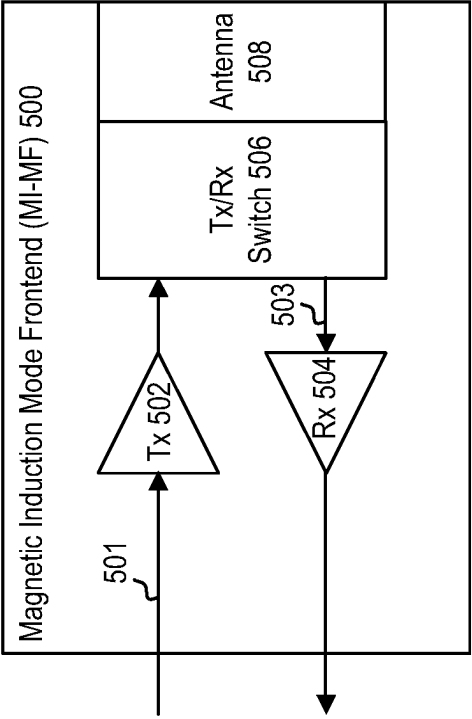 Magnetic Induction Mode Frontend (MI-MF) 500
501
Tx 502
Tx/Rx
Switch 506
Antenna
508
503
Rx 504